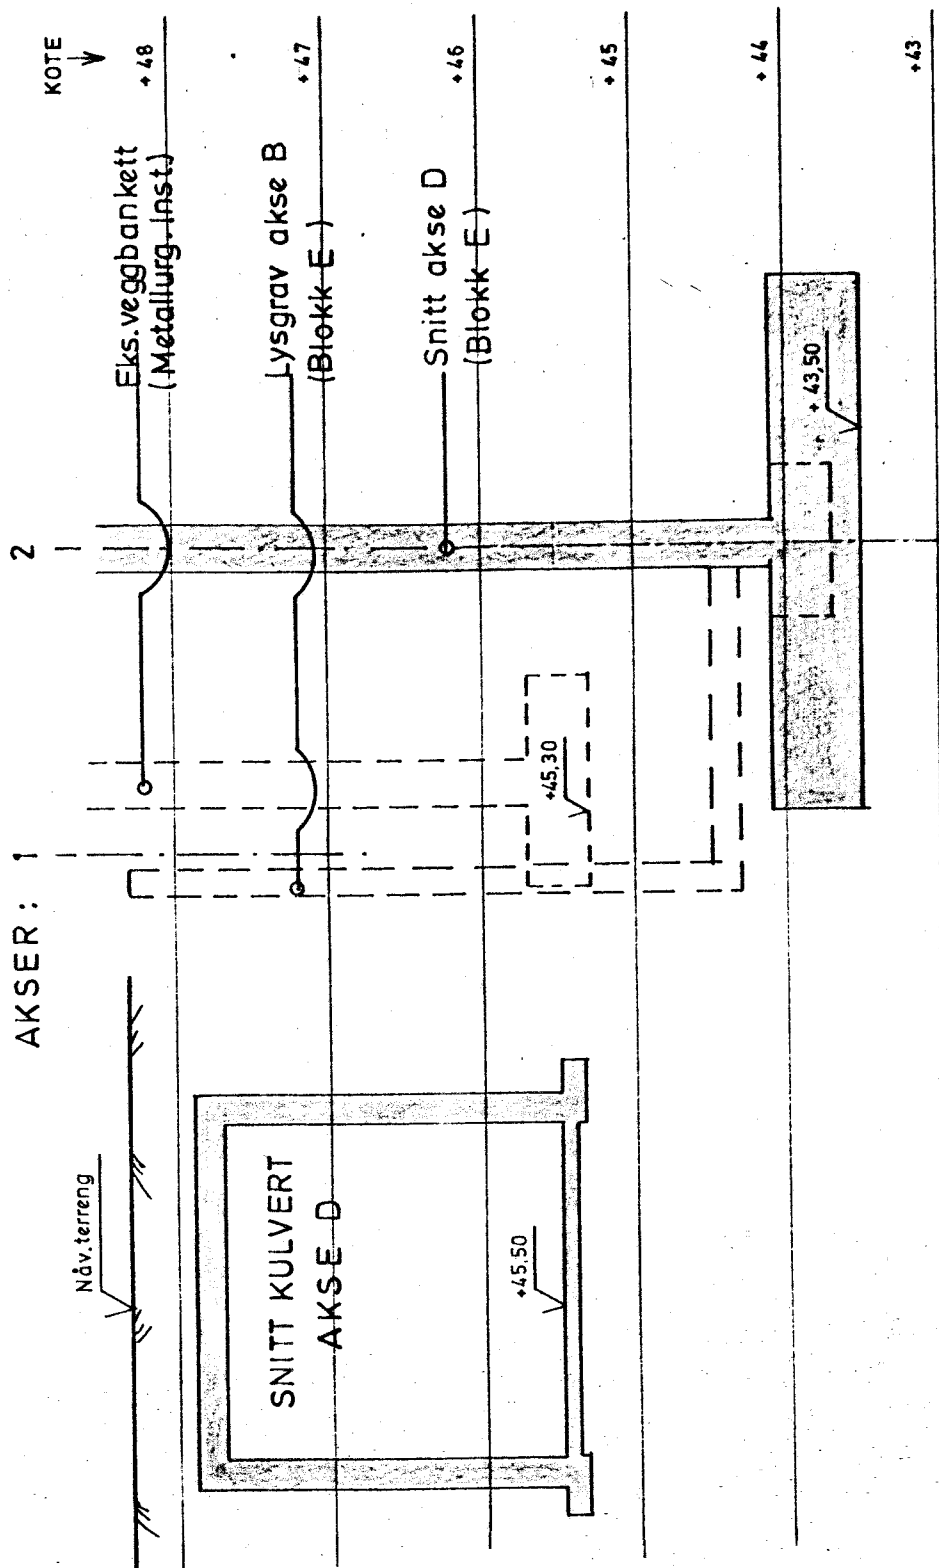 KOTE
+48
+47
+46
+45
+44
+43
Eks.veggbankett
(Metallurg.Inst.)
Lysgrav akse B
(Blokk E)
Snitt akse D
(Blokk E)
AKSER: 1 2
+43,50
+45,30
Nåv.terreng
SNITT KULVERT
AKSE D
+45.50